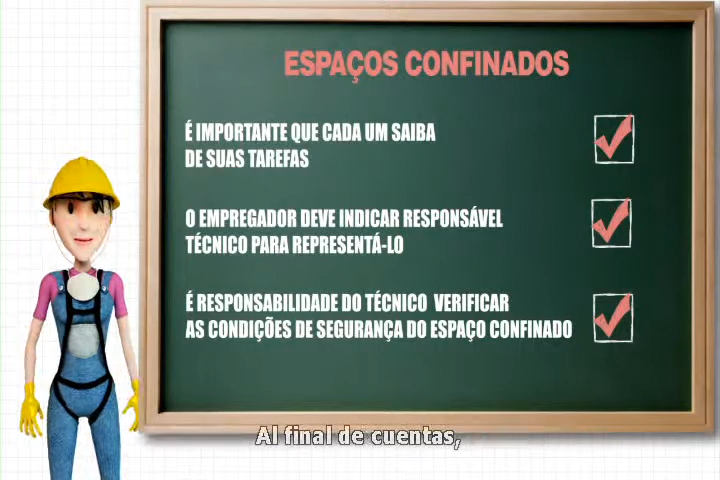 ESPAÇOS CONFINADOS
É IMPORTANTE QUE CADA UM SAIBA
DE SUAS TAREFAS
O EMPREGADOR DEVE INDICAR RESPONSÁVEL
TÉCNICO PARA REPRESENTÁ-LO
É RESPONSABILIDADE DO TÉCNICO VERIFICAR
AS CONDIÇÕES DE SEGURANÇA DO ESPAÇO CONFINADO
Al final de cuentas,